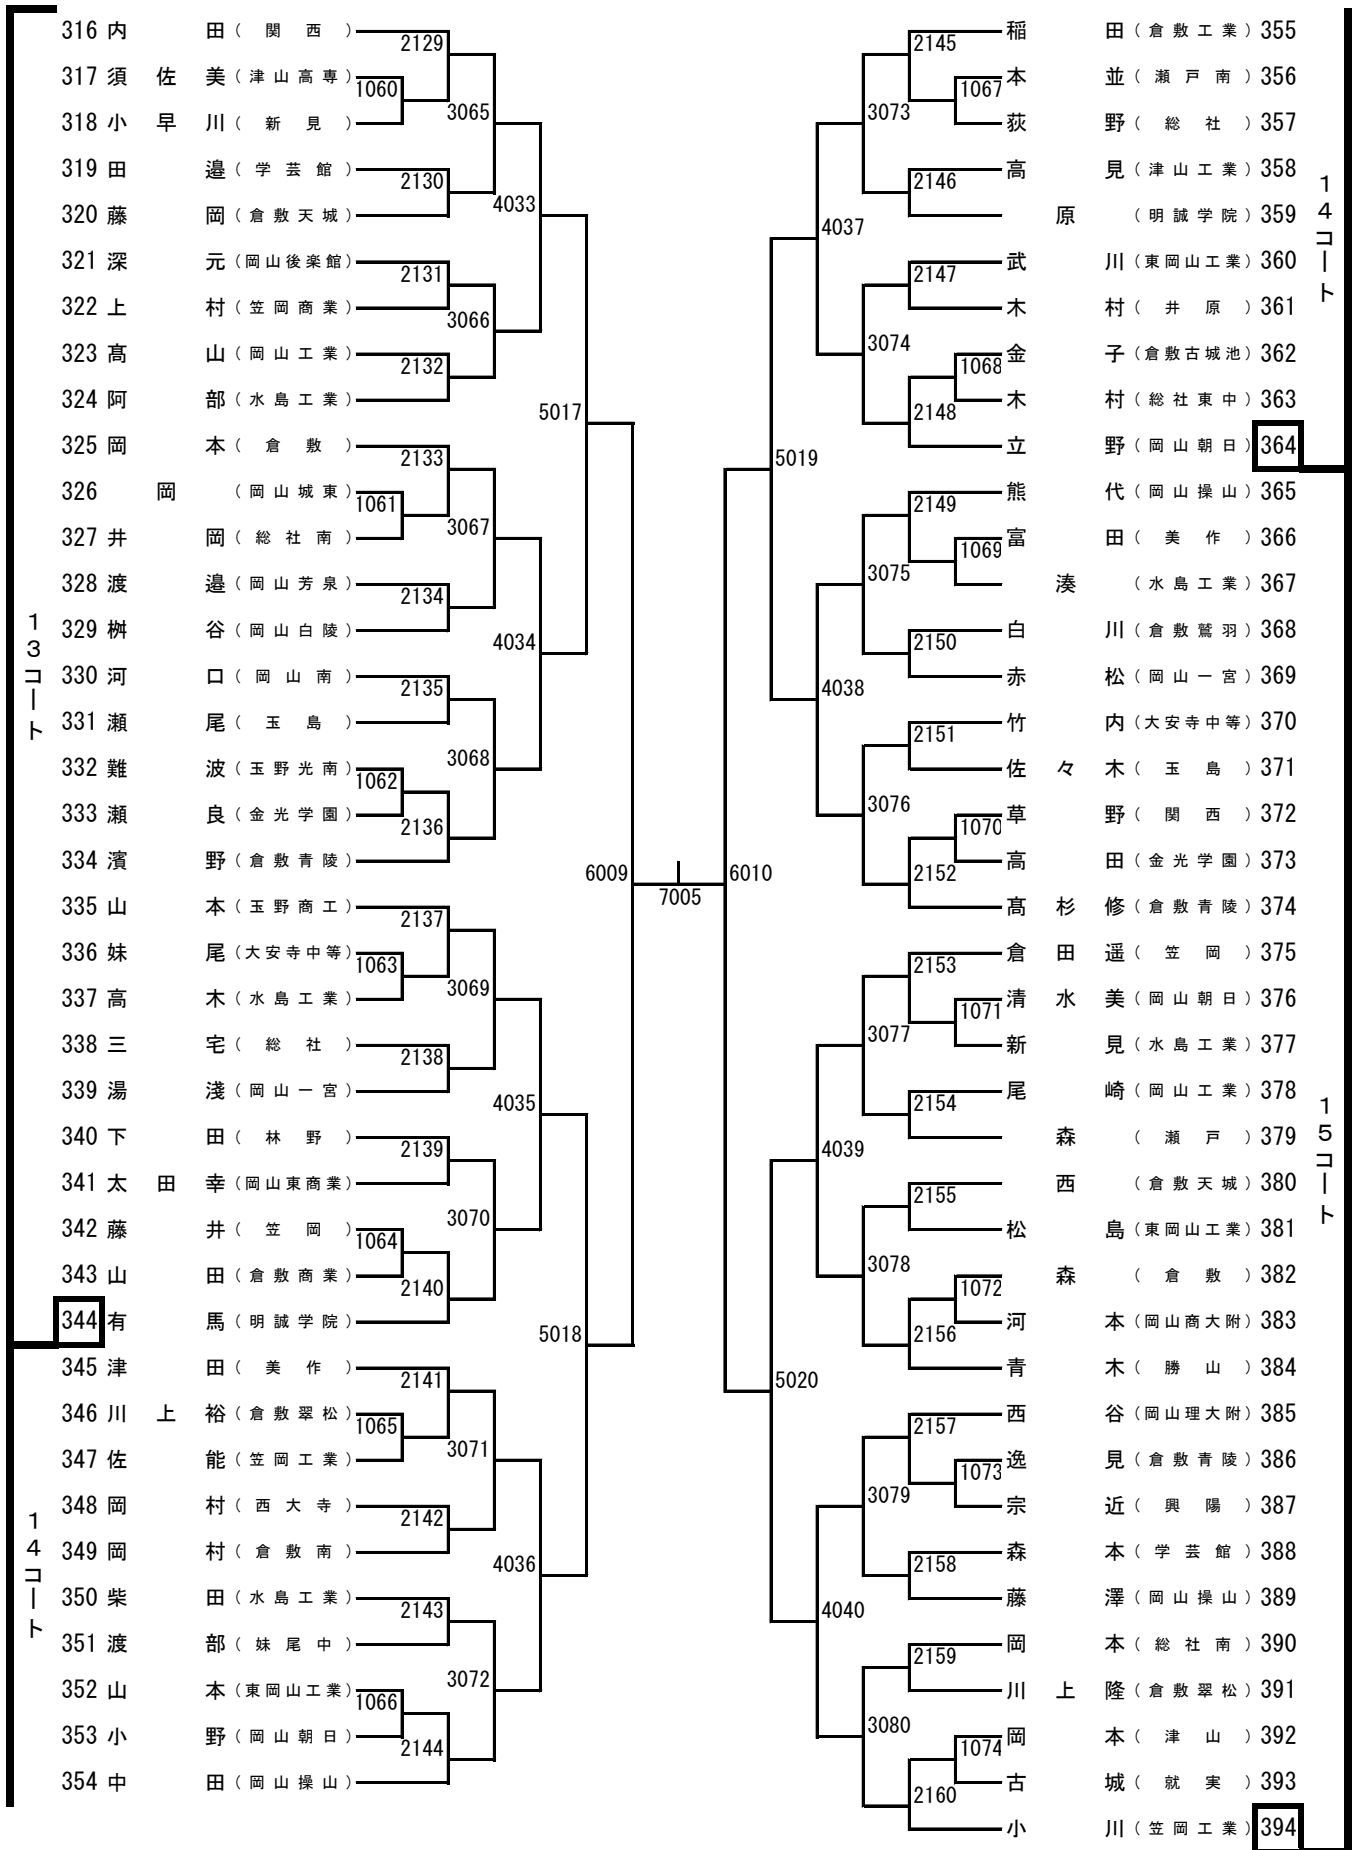 316 内田（関西）
317 須佐美（津山高専）
318 小早川（新見）
319 田邉（学芸館）
320 藤岡（倉敷天城）
321 深元（岡山後楽館）
322 上村（笠岡商業）
323 髙山（岡山工業）
324 阿部（水島工業）
325 岡本（倉敷）
326 岡（岡山城東）
327 井岡（総社南）
328 渡邉（岡山芳泉）
329 桝谷（岡山白陵）
330 河口（岡山南）
331 瀬尾（玉島）
332 難波（玉野光南）
333 瀬良（金光学園）
334 濱野（倉敷青陵）
335 山本（玉野商工）
336 妹尾（大安寺中等）
337 高木（水島工業）
338 三宅（総社）
339 湯淺（岡山一宮）
340 下田（林野）
341 太田幸（岡山東商業）
342 藤井（笠岡）
343 山田（倉敷商業）
344 有馬（明誠学院）
345 津田（美作）
346 川上裕（倉敷翠松）
347 佐能（笠岡工業）
348 岡村（西大寺）
349 岡村（倉敷南）
350 柴田（水島工業）
351 渡部（妹尾中）
352 山本（東岡山工業）
353 小野（岡山朝日）
354 中田（岡山操山）
13コート
14コート
1060
1061
1062
1063
1064
1065
1066
2129
2130
2131
2132
2133
2134
2135
2136
2137
2138
2139
2140
2141
2142
2143
2144
3065
3066
3067
3068
3069
3070
3071
3072
4033
4034
4035
4036
5017
5018
6009
7005
6010
5019
5020
4037
4038
4039
4040
3073
3074
3075
3076
3077
3078
3079
3080
2145
2146
2147
2148
2149
2150
2151
2152
2153
2154
2155
2156
2157
2158
2159
2160
1067
1068
1069
1070
1071
1072
1073
1074
稲田（倉敷工業）355
本並（瀬戸南）356
荻野（総社）357
高見（津山工業）358
原（明誠学院）359
武川（東岡山工業）360
木村（井原）361
金子（倉敷古城池）362
木村（総社東中）363
立野（岡山朝日）364
熊代（岡山操山）365
富田（美作）366
湊（水島工業）367
白川（倉敷鷲羽）368
赤松（岡山一宮）369
竹内（大安寺中等）370
佐々木（玉島）371
草野（関西）372
高田（金光学園）373
髙杉修（倉敷青陵）374
倉田遥（笠岡）375
清水美（岡山朝日）376
新見（水島工業）377
尾崎（岡山工業）378
森（瀬戸）379
西（倉敷天城）380
松島（東岡山工業）381
森（倉敷）382
河本（岡山商大附）383
青木（勝山）384
西谷（岡山理大附）385
逸見（倉敷青陵）386
宗近（興陽）387
森本（学芸館）388
藤澤（岡山操山）389
岡本（総社南）390
川上隆（倉敷翠松）391
岡本（津山）392
古城（就実）393
小川（笠岡工業）394
14コート
15コート